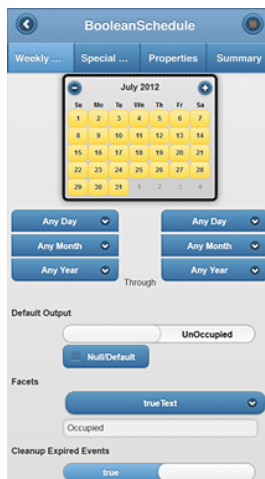 BooleanSchedule
Weekly ... Special ... Properties Summary
July 2012
Su Mo Tu We Th Fr Sa
1 2 3 4 5 6 7
8 9 10 11 12 13 14
15 16 17 18 19 20 21
22 23 24 25 26 27 28
29 30 31 1 2 3 4
Any Day Any Day
Any Month Any Month
Any Year Any Year
Through
Default Output
UnOccupied
Null/Default
Facets
trueText
Occupied
Cleanup Expired Events
true